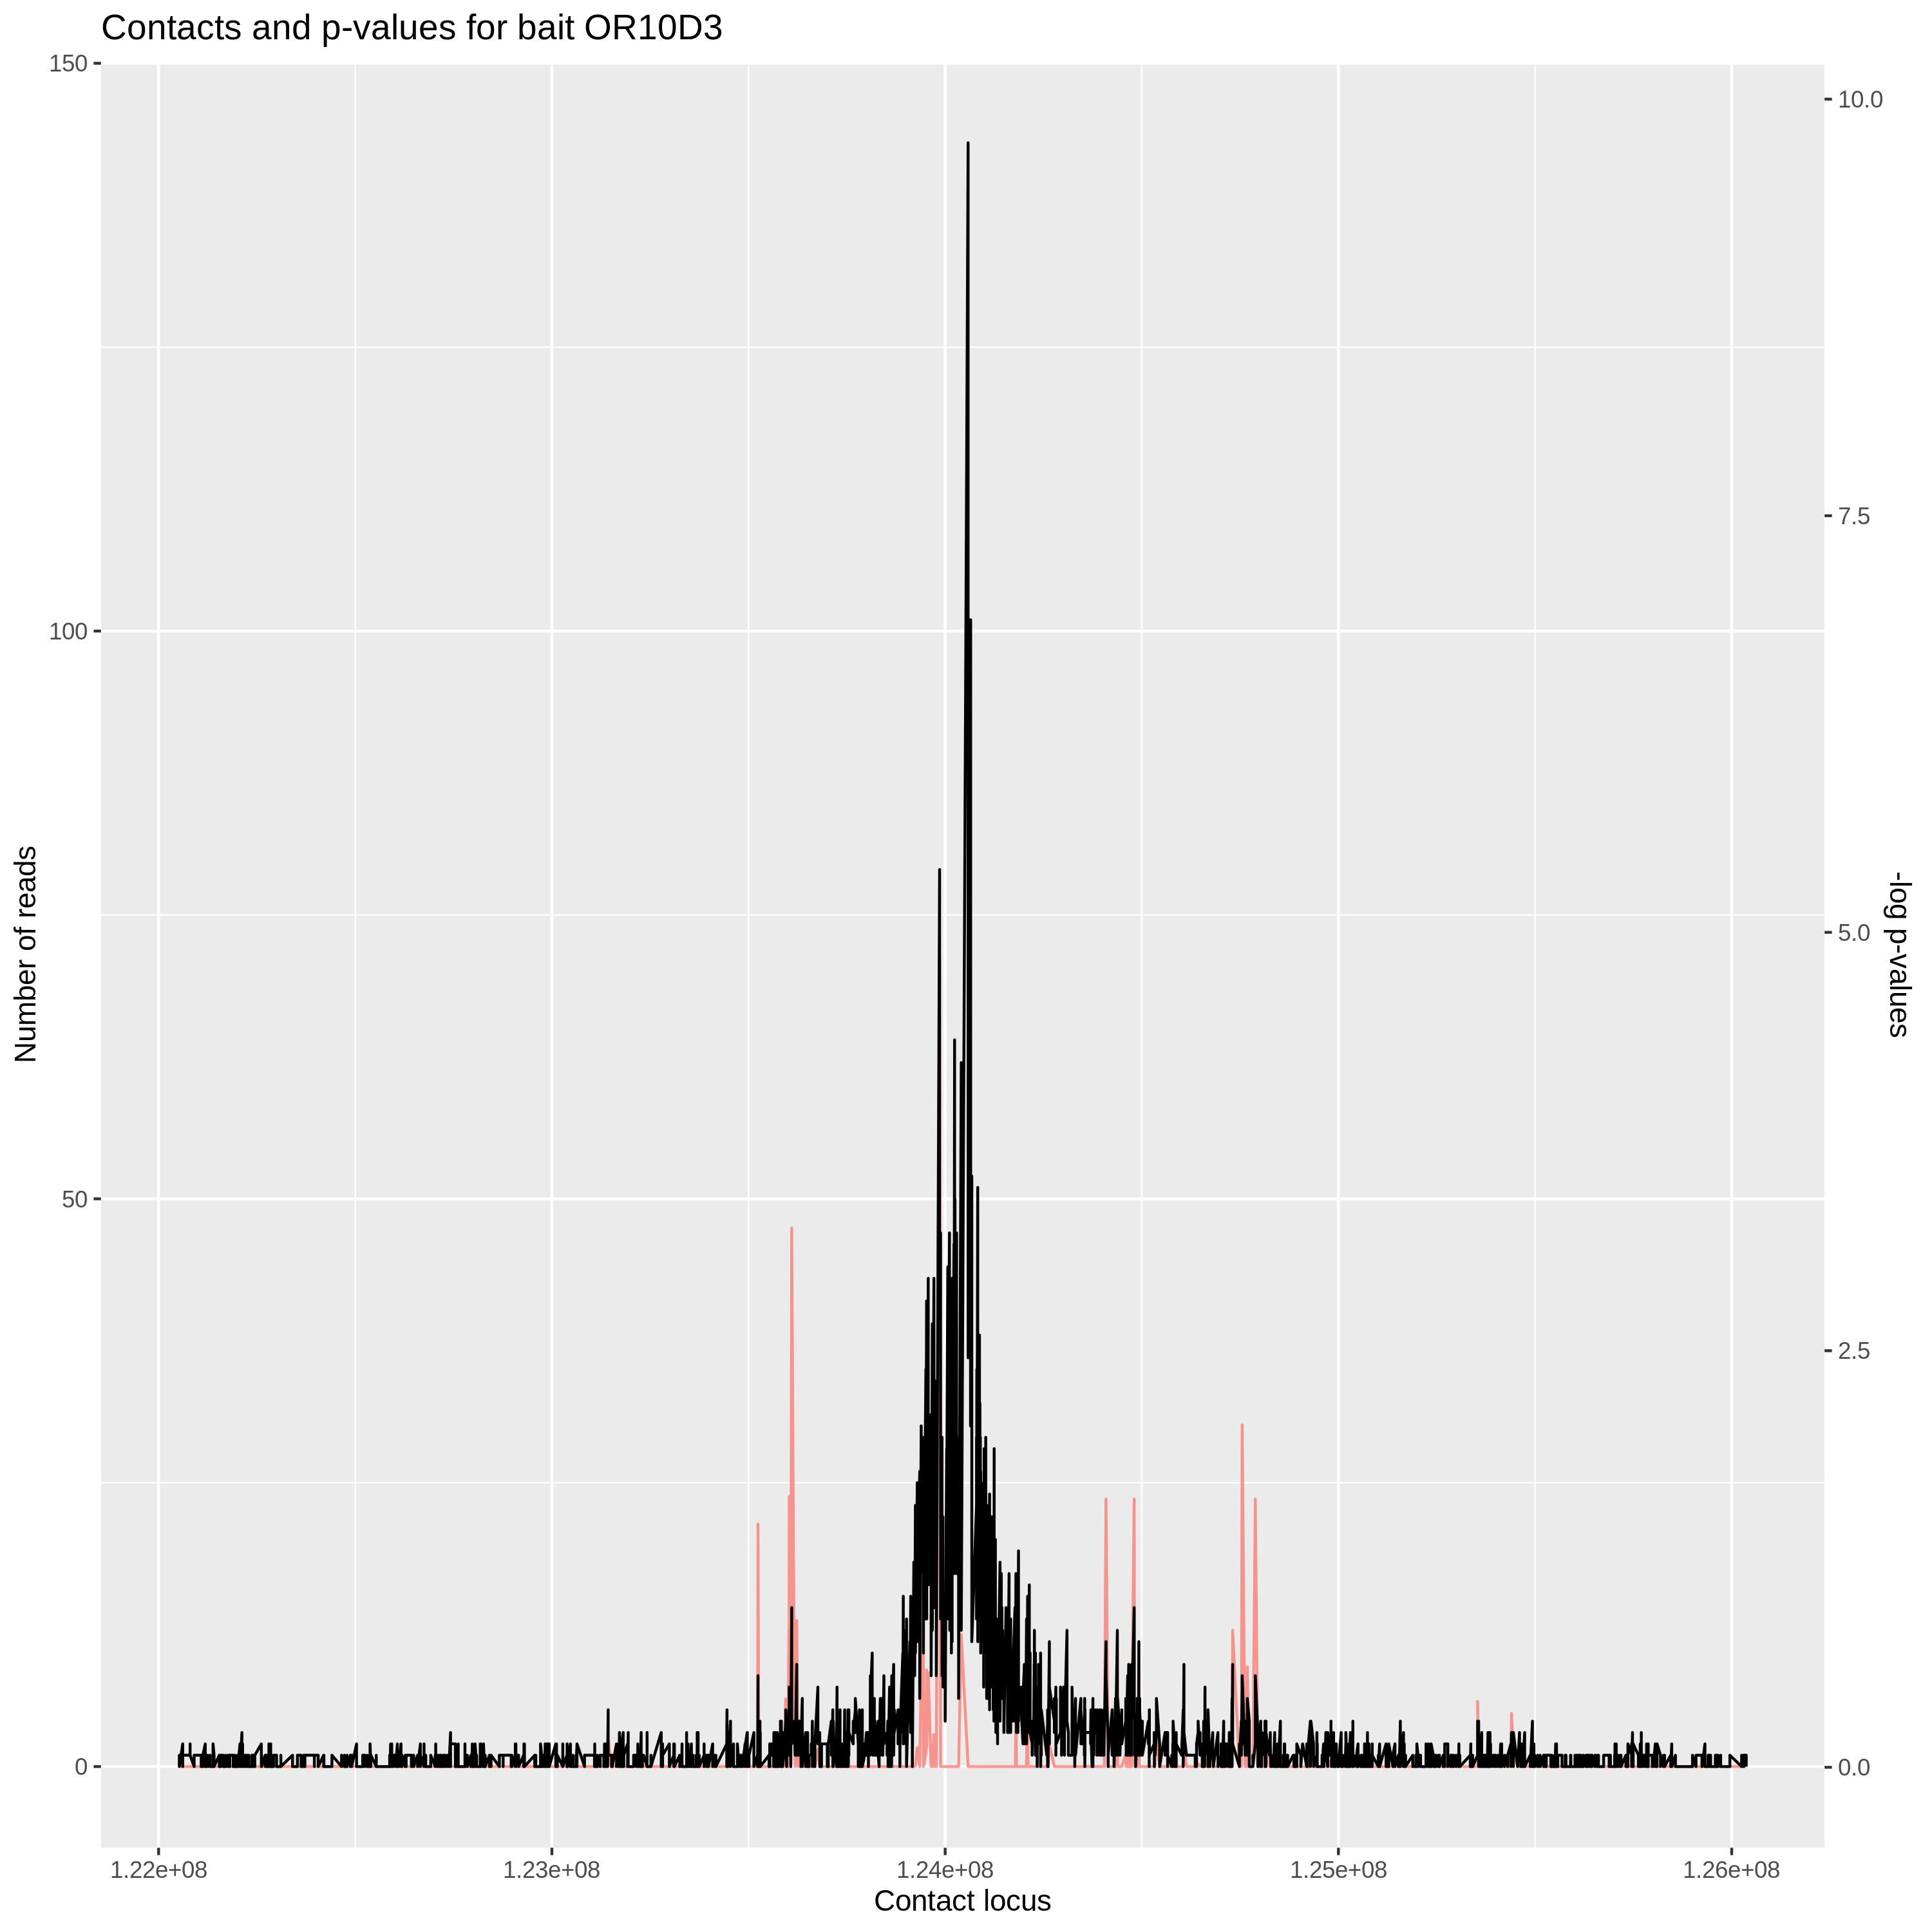 Contacts and p-values for bait OR10D3
150
100
50
0
Number of reads
10.0
7.5
5.0
2.5
0.0
-log p-values
1.22e+08
1.23e+08
1.24e+08
1.25e+08
1.26e+08
Contact locus